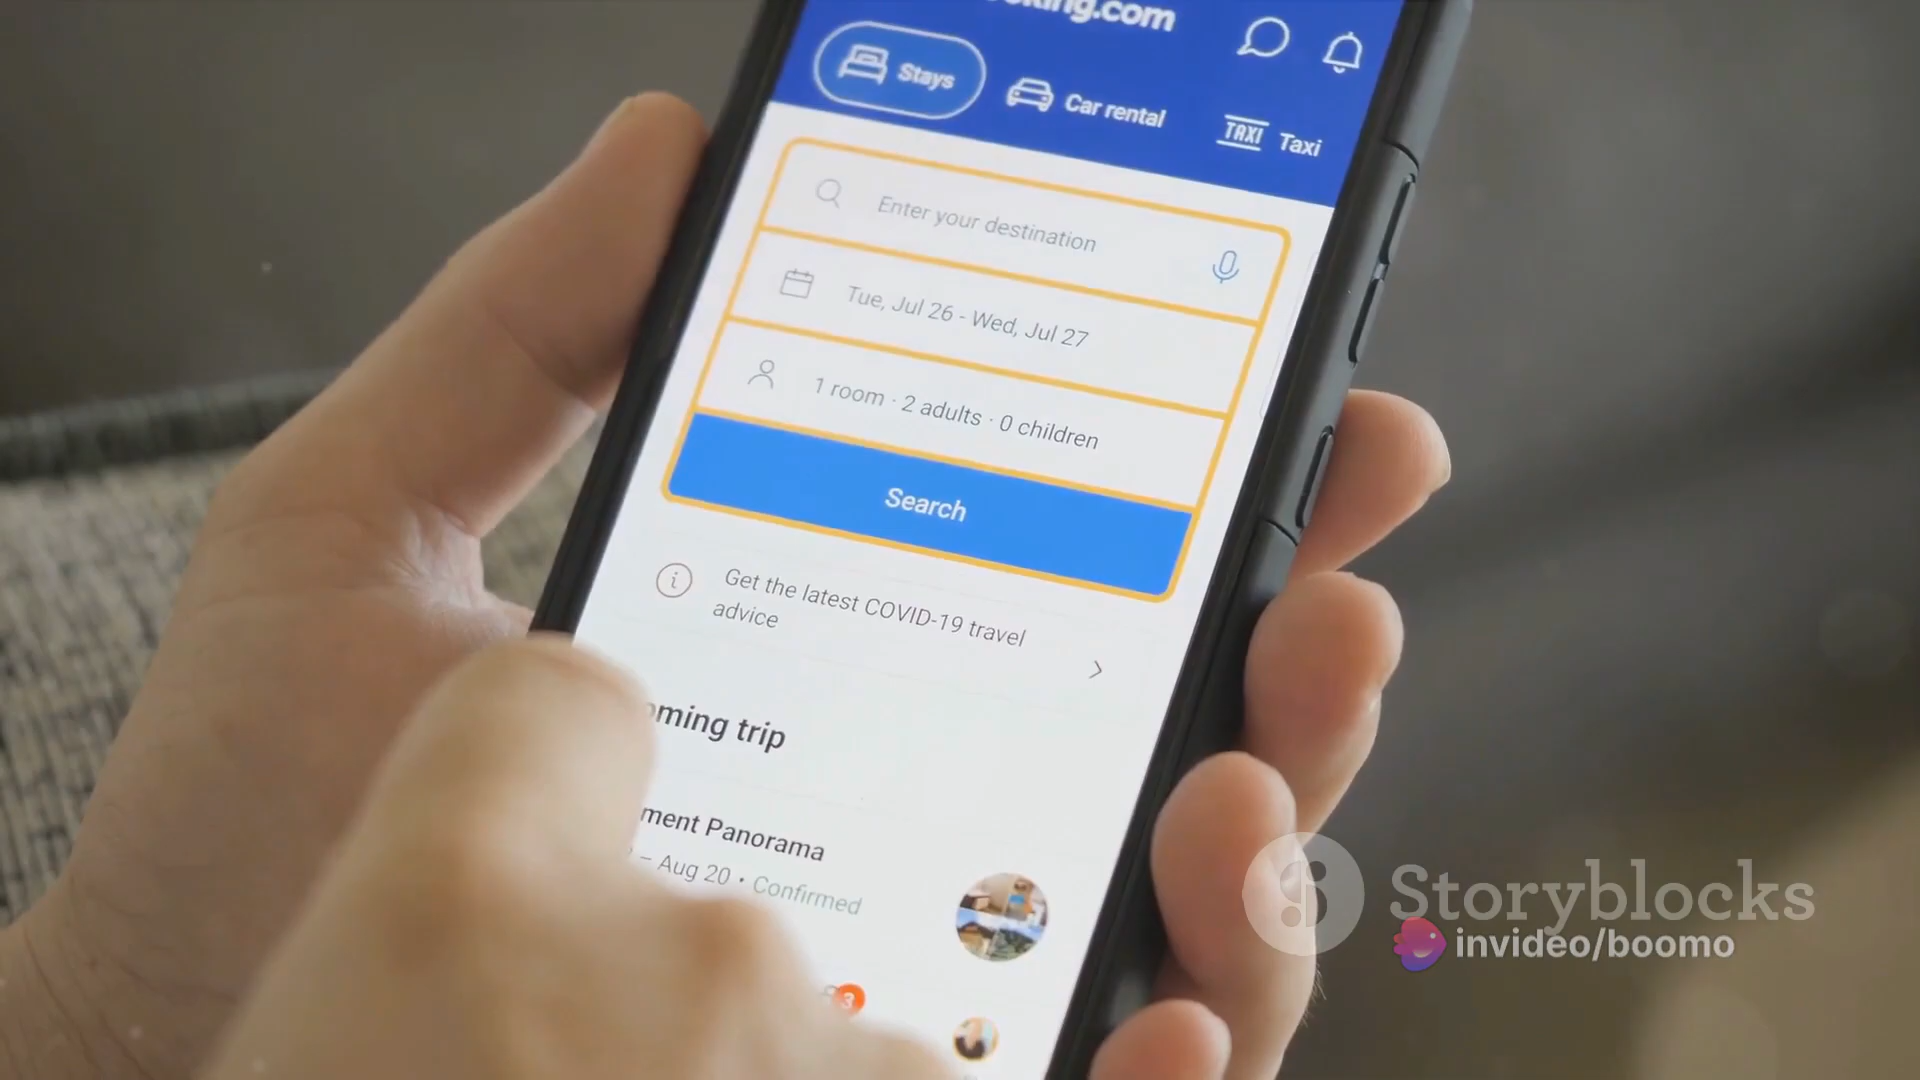 oking.com
Stays
Car rental
TAXI Taxi
Enter your destination
Tue, Jul 26 - Wed, Jul 27
1 room · 2 adults · 0 children
Search
Get the latest COVID-19 travel
advice
oming trip
ment Panorama
– Aug 20 • Confirmed
3
Storyblocks
invideo/boomo